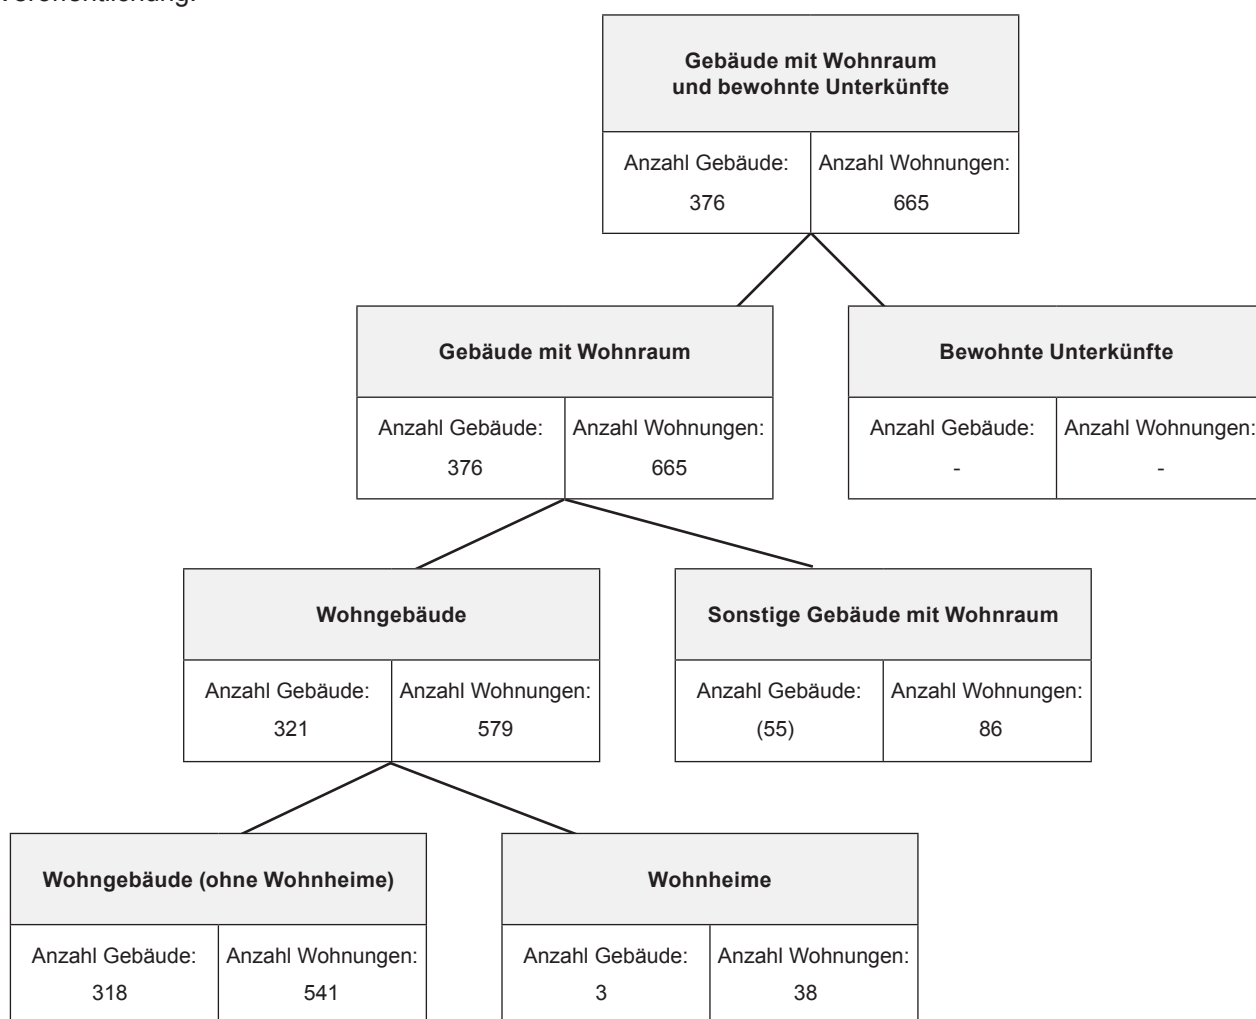 Veröffentlichung.
Gebäude mit Wohnraum
und bewohnte Unterkünfte
Anzahl Gebäude: Anzahl Wohnungen:
376 665
Gebäude mit Wohnraum
Anzahl Gebäude: Anzahl Wohnungen:
376 665
Bewohnte Unterkünfte
Anzahl Gebäude: Anzahl Wohnungen:
- -
Wohngebäude
Anzahl Gebäude: Anzahl Wohnungen:
321 579
Sonstige Gebäude mit Wohnraum
Anzahl Gebäude: Anzahl Wohnungen:
(55) 86
Wohngebäude (ohne Wohnheime)
Anzahl Gebäude: Anzahl Wohnungen:
318 541
Wohnheime
Anzahl Gebäude: Anzahl Wohnungen:
3 38